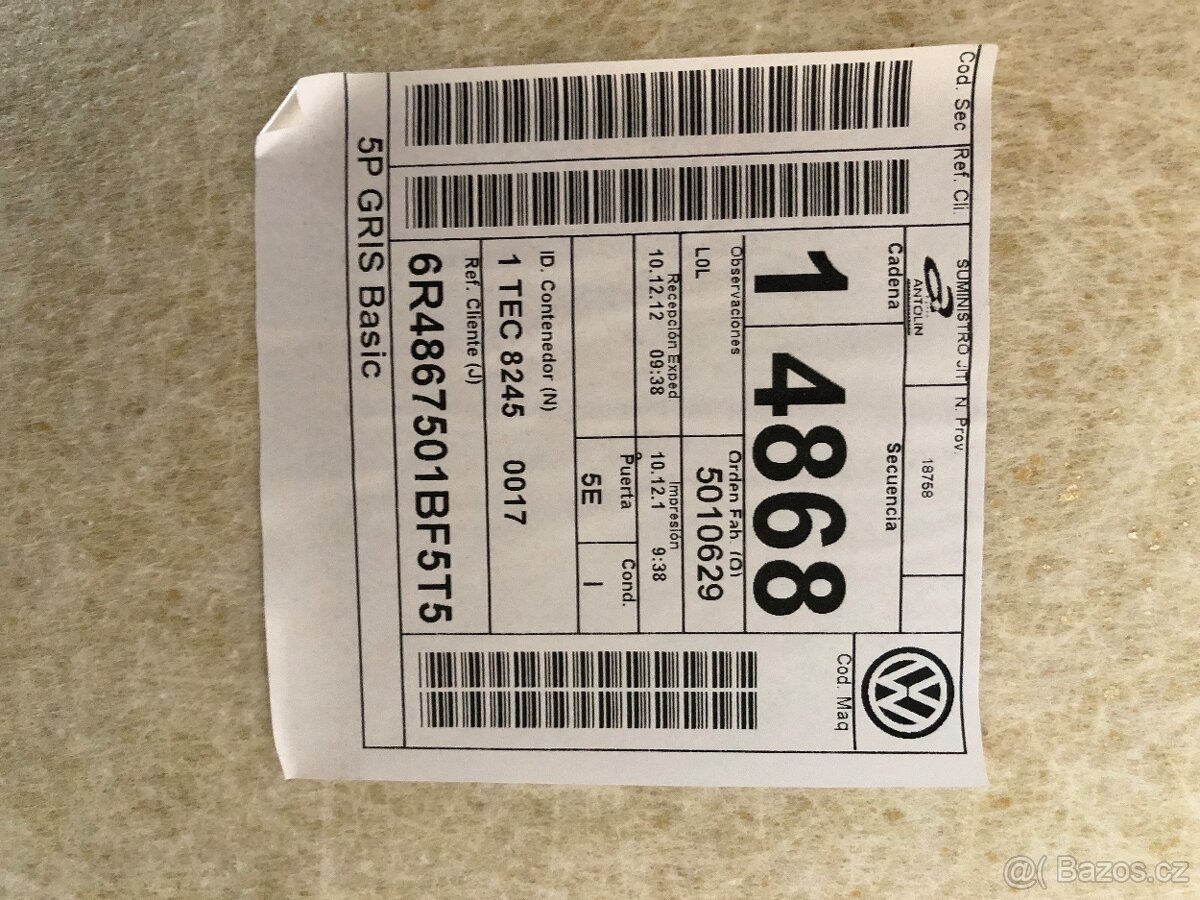 Cod. Sec
Ref. Cli.
SUMINISTRO JIT
N. Prov.
ANTOLIN
18758
Cadena
Secuencia
1 4868
Observaciones
Orden Fab. (O)
L0L
5010629
Recepción Exped
Impresión
10.12.12 09:38
10.12.1 9:38
Puerta
Cond.
5E
I
ID. Contenedor (N)
1 TEC 8245 0017
Ref. Cliente (J)
6R4867501BF5T5
5P GRIS Basic
Cod. Maq
VW
@( Bazos.cz